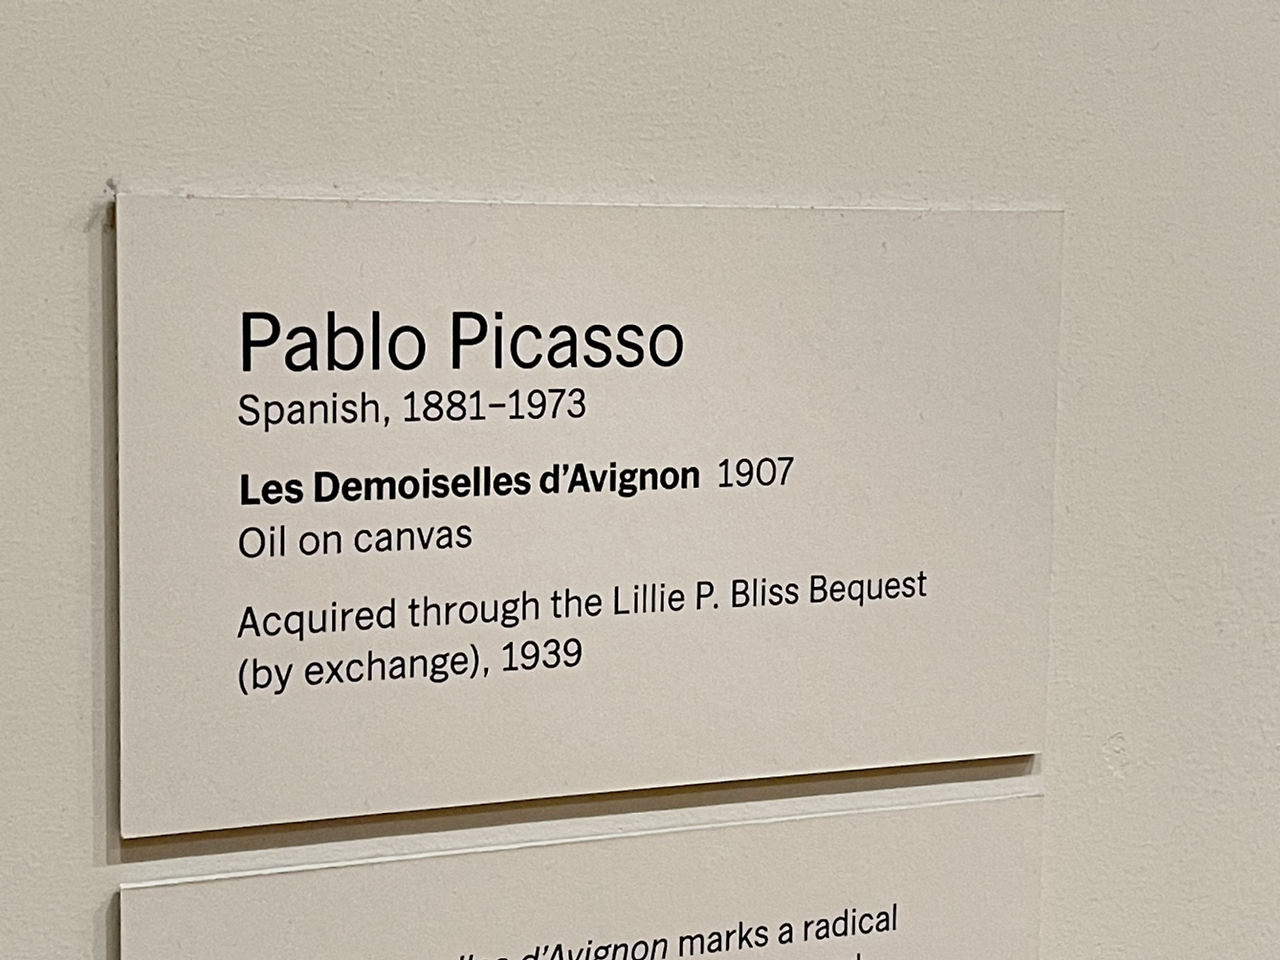 Pablo Picasso
Spanish, 1881–1973
Les Demoiselles d’Avignon 1907
Oil on canvas
Acquired through the Lillie P. Bliss Bequest
(by exchange), 1939
d’Avignon marks a radical